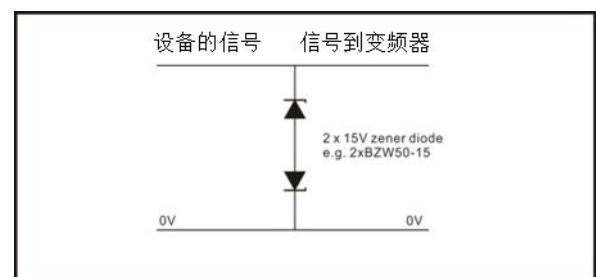 设备的信号 信号到变频器
2 x 15V zener diode
e.g. 2xBZW50-15
0V 0V